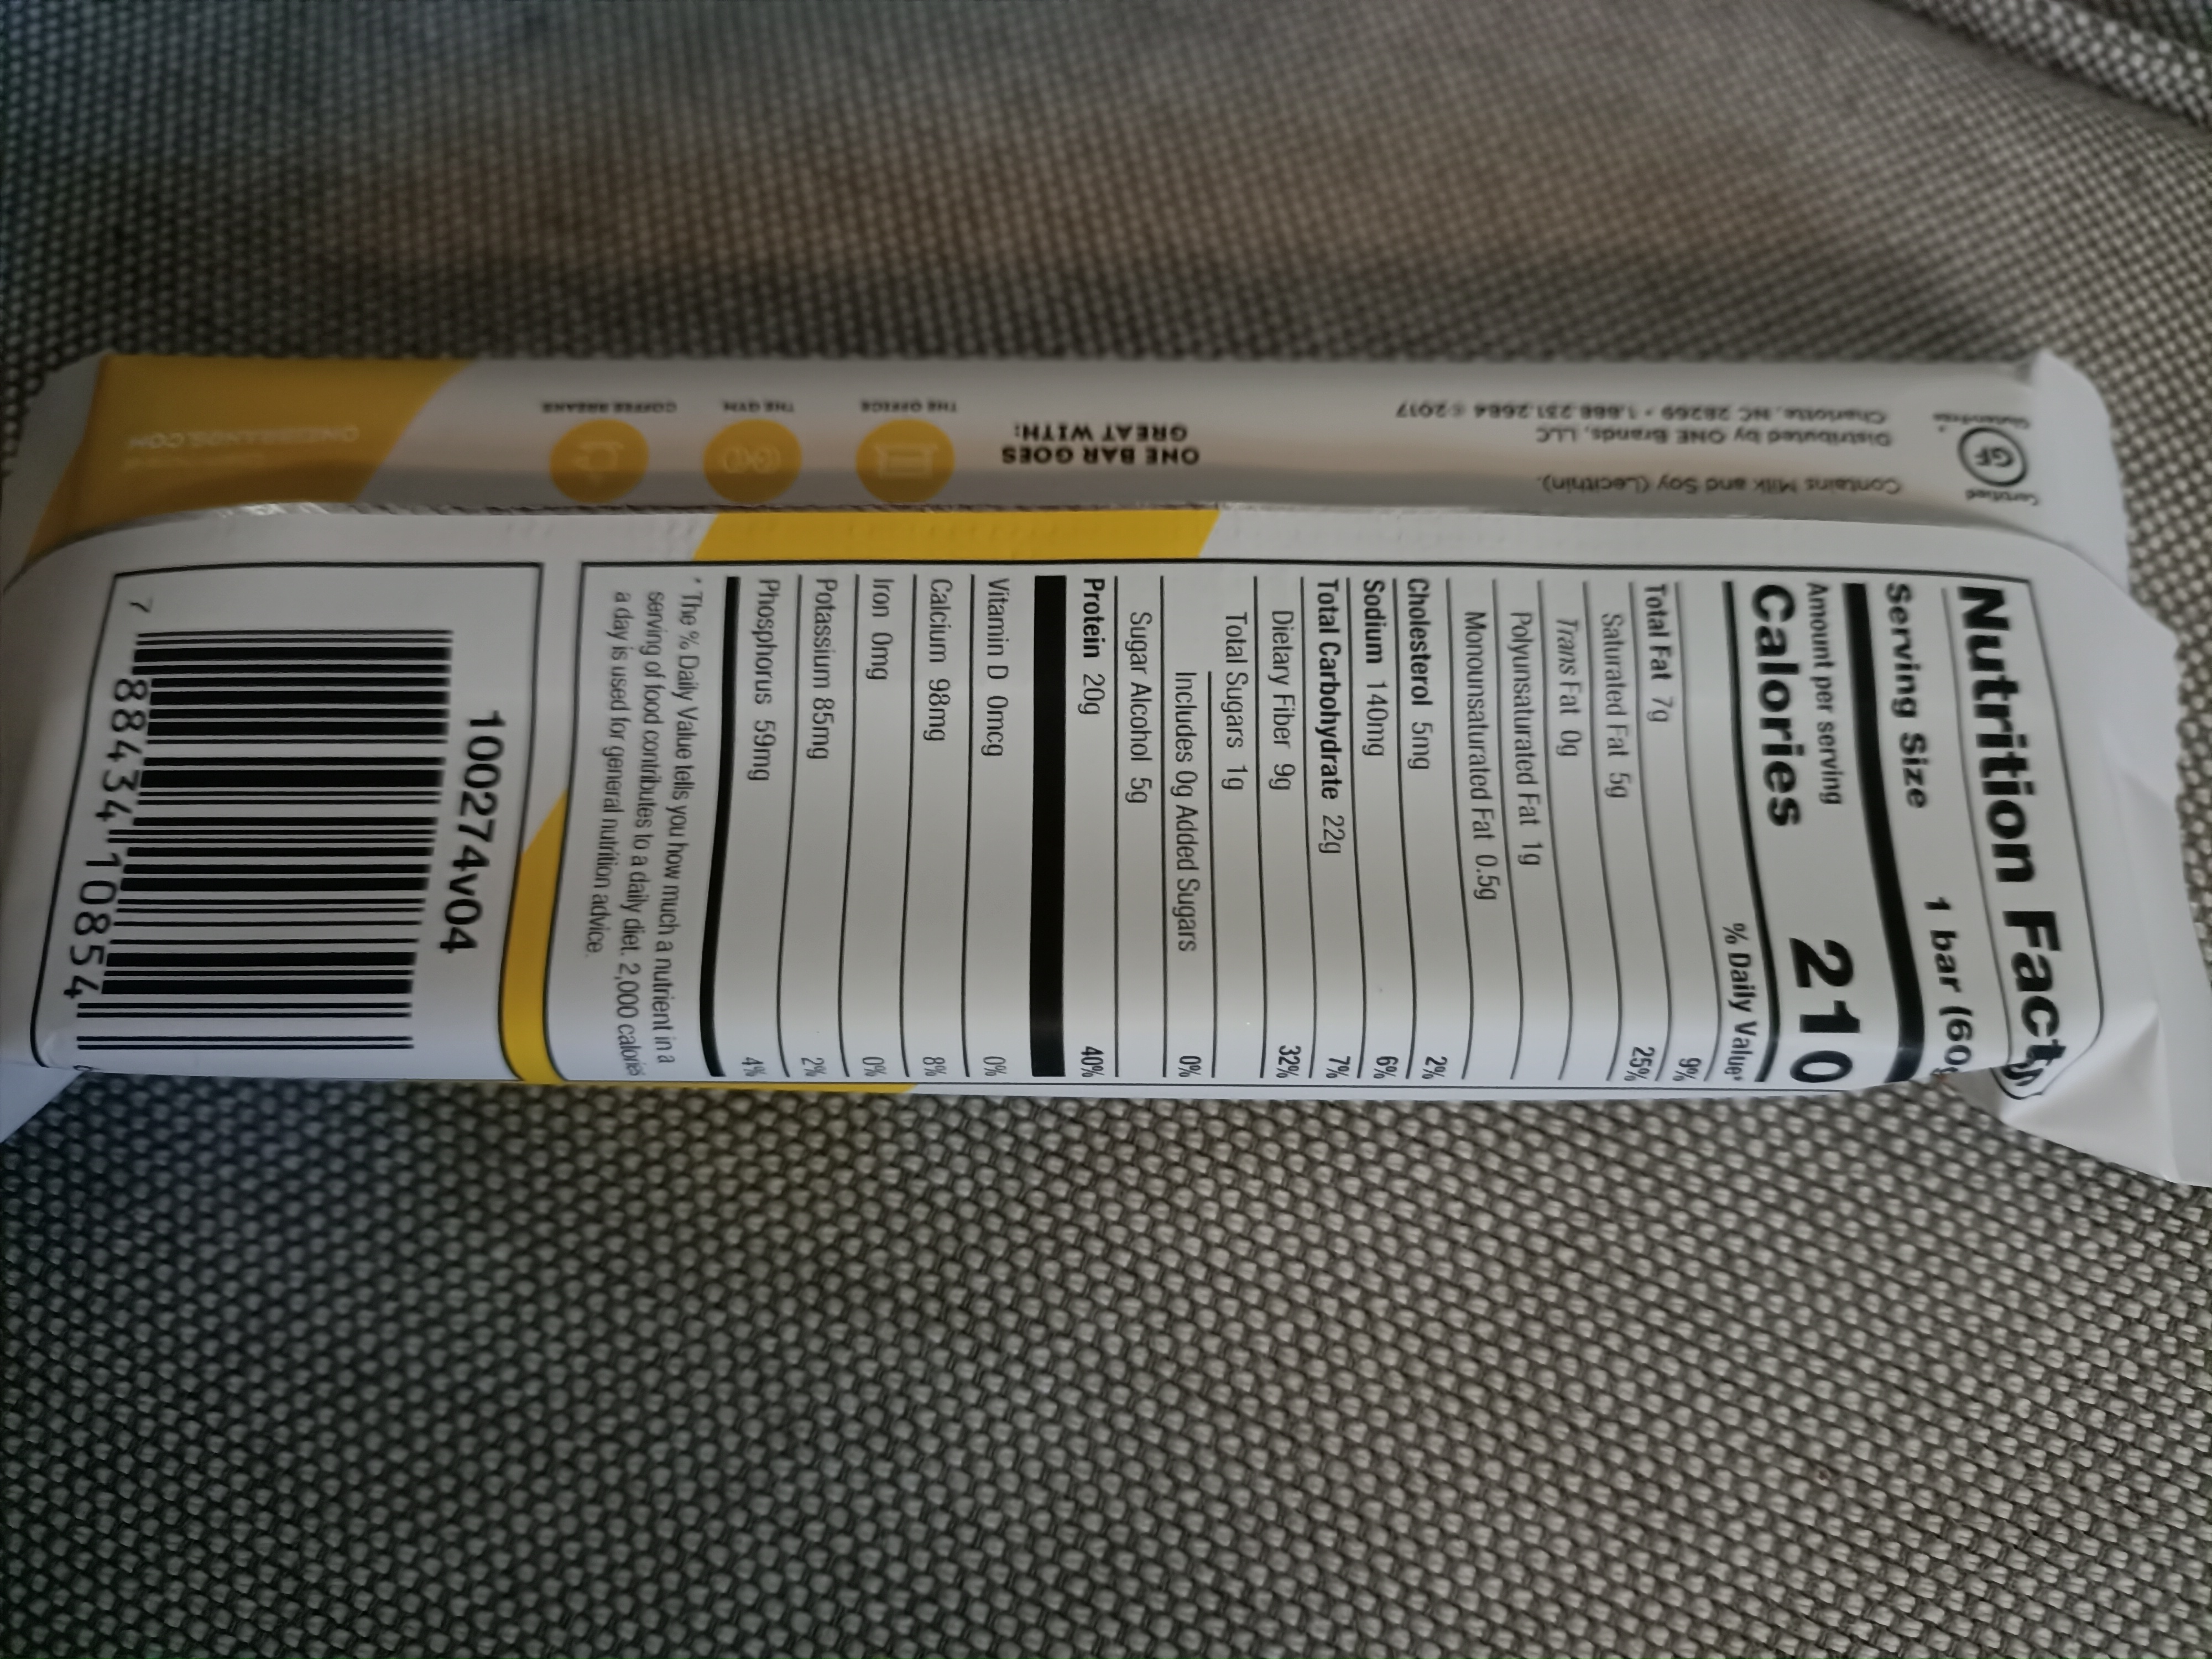 Nutrition Facts
Serving Size 1 bar (60g
Amount per serving
Calories 210
% Daily Value*
Total Fat 7g 9%
Saturated Fat 5g 25%
Trans Fat 0g
Polyunsaturated Fat 1g
Monounsaturated Fat 0.5g
Cholesterol 5mg 2%
Sodium 140mg 6%
Total Carbohydrate 22g 7%
Dietary Fiber 9g 32%
Total Sugars 1g
Includes 0g Added Sugars 0%
Sugar Alcohol 5g
Protein 20g 40%
Vitamin D 0mcg 0%
Calcium 98mg 8%
Iron 0mg 0%
Potassium 85mg 2%
Phosphorus 59mg 4%
* The % Daily Value tells you how much a nutrient in a
serving of food contributes to a daily diet. 2,000 calories
a day is used for general nutrition advice.
100274v04
7 88434 10854
Certified
GF
Gluten-Free
Contains Milk and Soy (Lecithin).
Distributed by ONE Brands, LLC
Charlotte, NC 28269 • 1.888.231.2684 ©2017
ONE BAR GOES
GREAT WITH:
THE OFFICE
THE GYM
COFFEE BREAKS
ONE1BRANDS.COM